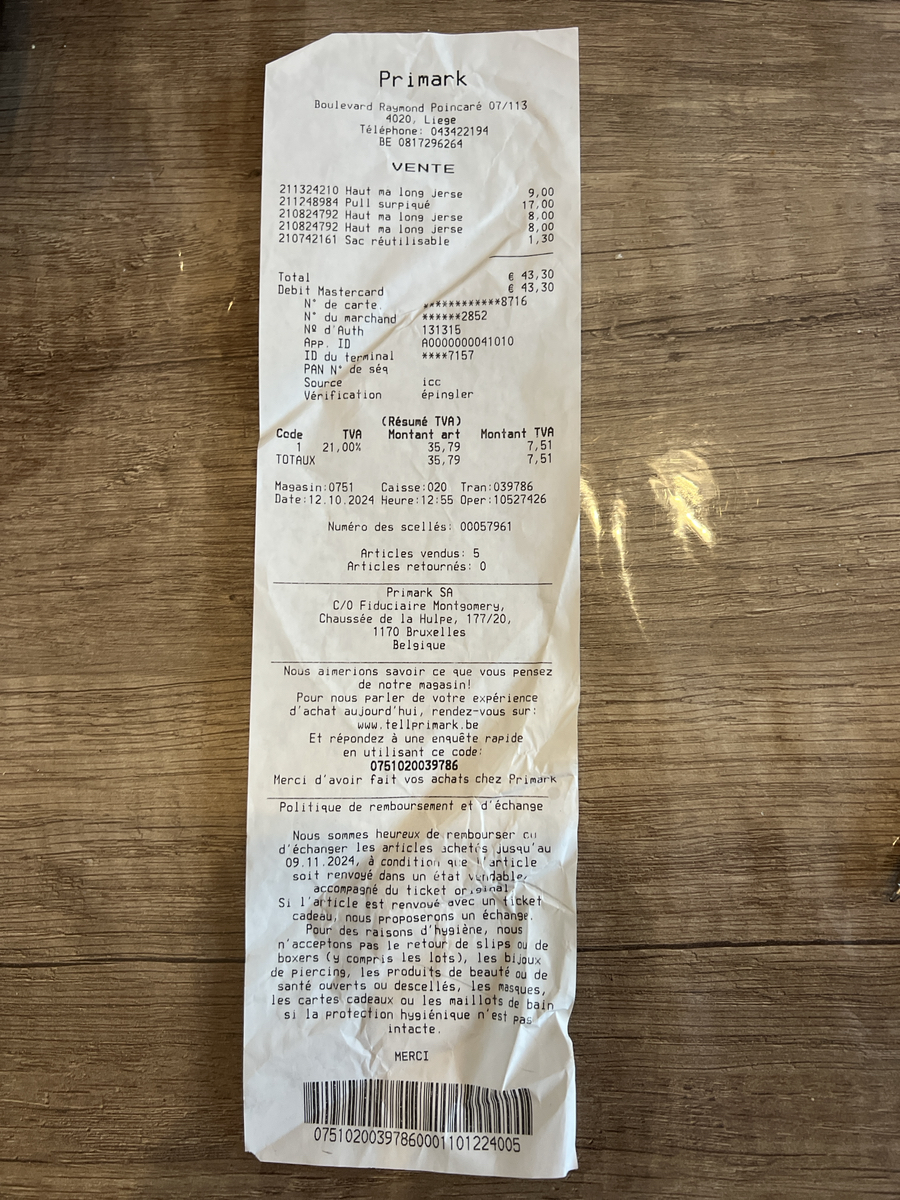 Primark
Boulevard Raymond Poincaré 07/113
4020, Liege
Téléphone: 043422194
BE 0817296264
VENTE
211324210 Haut ma long jerse 9,00
211248984 Pull surpiqué 17,00
210824792 Haut ma long jerse 8,00
210824792 Haut ma long jerse 8,00
210742161 Sac réutilisable 1,30
Total € 43,30
Debit Mastercard € 43,30
N° de carte. ************8716
N° du marchand ******2852
Nº d'Auth 131315
App. ID A0000000041010
ID du terminal ****7157
PAN N° de séq
Source icc
Vérification épingler
(Résumé TVA)
Code TVA Montant art Montant TVA
1 21,00% 35,79 7,51
TOTAUX 35,79 7,51
Magasin:0751 Caisse:020 Tran:039786
Date:12.10.2024 Heure:12:55 Oper:10527426
Numéro des scellés: 00057961
Articles vendus: 5
Articles retournés: 0
Primark SA
C/O Fiduciaire Montgomery,
Chaussée de la Hulpe, 177/20,
1170 Bruxelles
Belgique
Nous aimerions savoir ce que vous pensez
de notre magasin!
Pour nous parler de votre expérience
d'achat aujourd'hui, rendez-vous sur:
www.tellprimark.be
Et répondez à une enquête rapide
en utilisant ce code:
0751020039786
Merci d'avoir fait vos achats chez Primark
Politique de remboursement et d'échange
Nous sommes heureux de rembourser ou
d'échanger les articles achetés jusqu'au
09.11.2024, à condition que l'article
soit renvoyé dans un état vendable,
accompagné du ticket original
Si l'article est renvoyé avec un ticket
cadeau, nous proposerons un échange.
Pour des raisons d'hygiène, nous
n'acceptons pas le retour de slips ou de
boxers (y compris les lots), les bijoux
de piercing, les produits de beauté ou de
santé ouverts ou descellés, les masques,
les cartes cadeaux ou les maillots de bain
si la protection hygiénique n'est pas
intacte.
MERCI
07510200397860001101224005